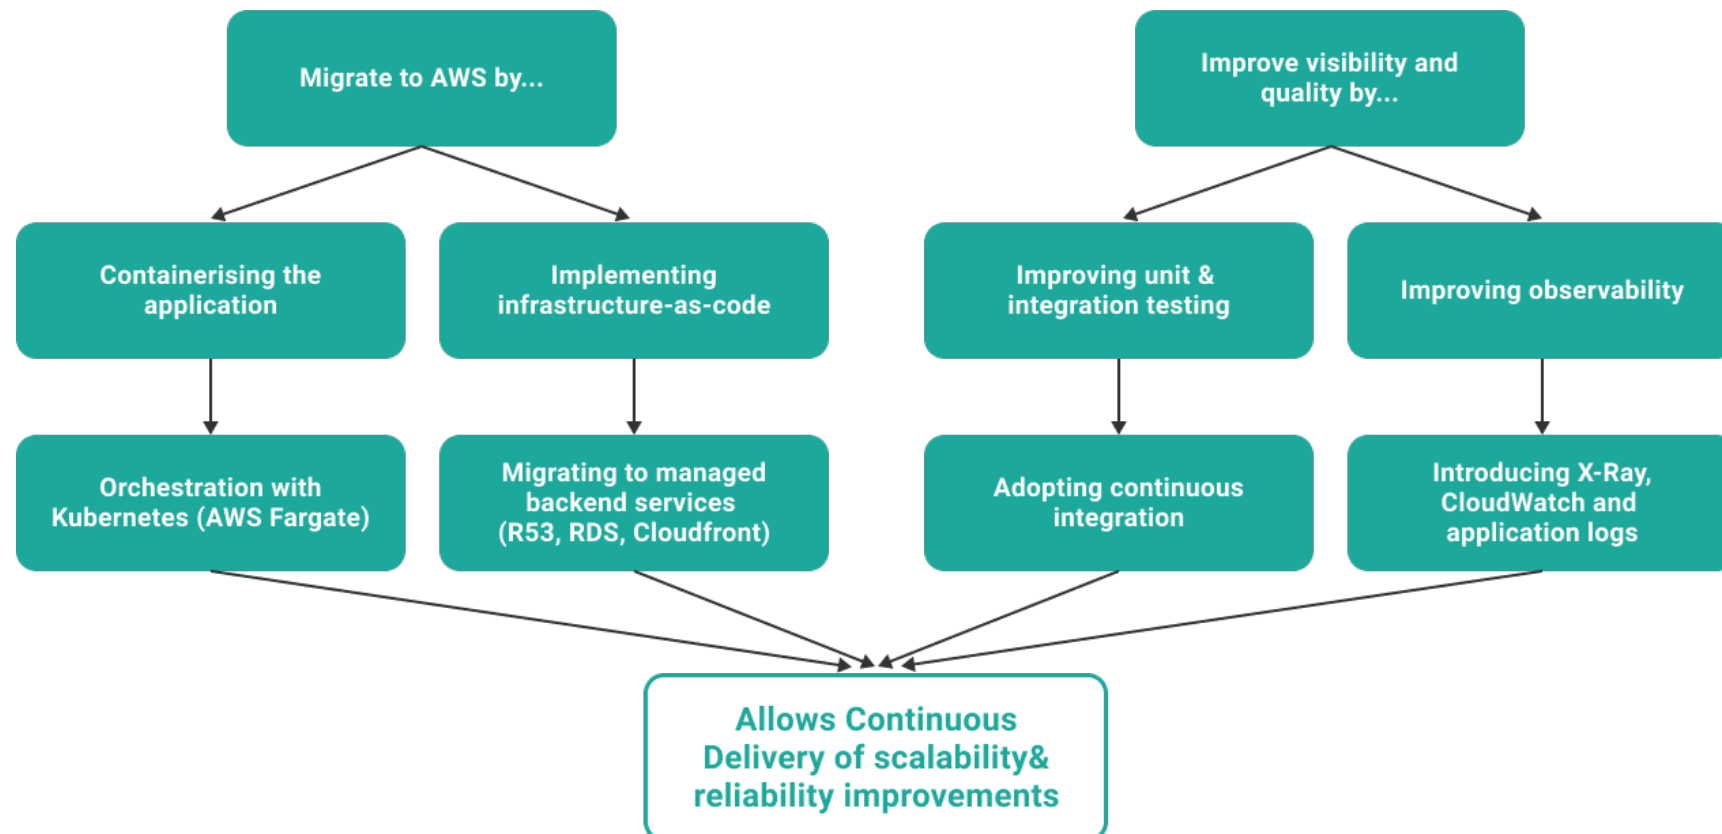 Migrate to AWS by...
Improve visibility and
quality by...
Containerising the
application
Implementing
infrastructure-as-code
Improving unit &
integration testing
Improving observability
Orchestration with
Kubernetes (AWS Fargate)
Migrating to managed
backend services
(R53, RDS, Cloudfront)
Adopting continuous
integration
Introducing X-Ray,
CloudWatch and
application logs
Allows Continuous
Delivery of scalability&
reliability improvements